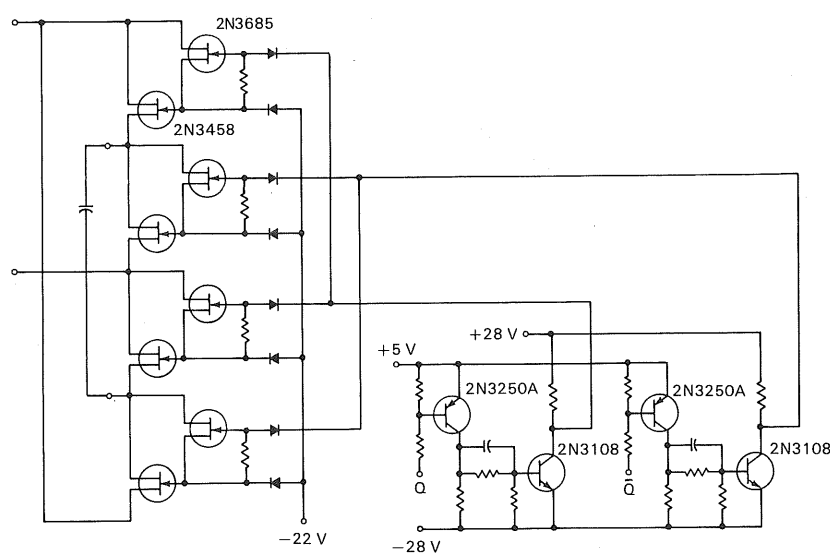 2N3685
2N3458
+28 V
+5 V
2N3250A
2N3250A
2N3108
2N3108
Q
Q̄
−22 V
−28 V